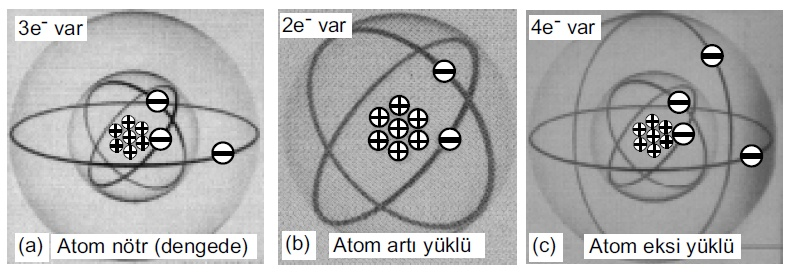 3e⁻ var
(a) Atom nötr (dengede)
2e⁻ var
(b) Atom artı yüklü
4e⁻ var
(c) Atom eksi yüklü